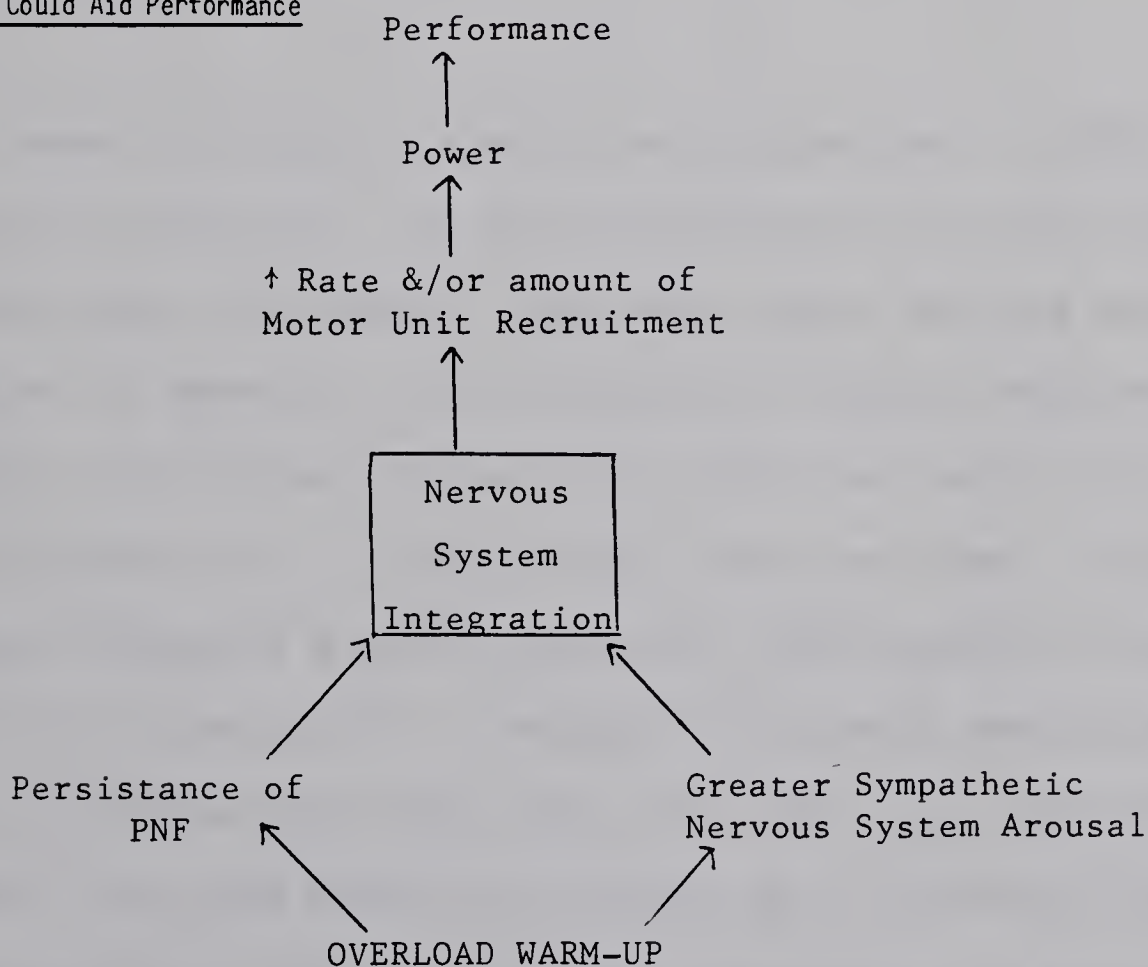 Could Aid Performance
Performance
Power
↑ Rate &/or amount of
Motor Unit Recruitment
Nervous
System
Integration
Persistance of
PNF
Greater Sympathetic
Nervous System Arousal
OVERLOAD WARM-UP